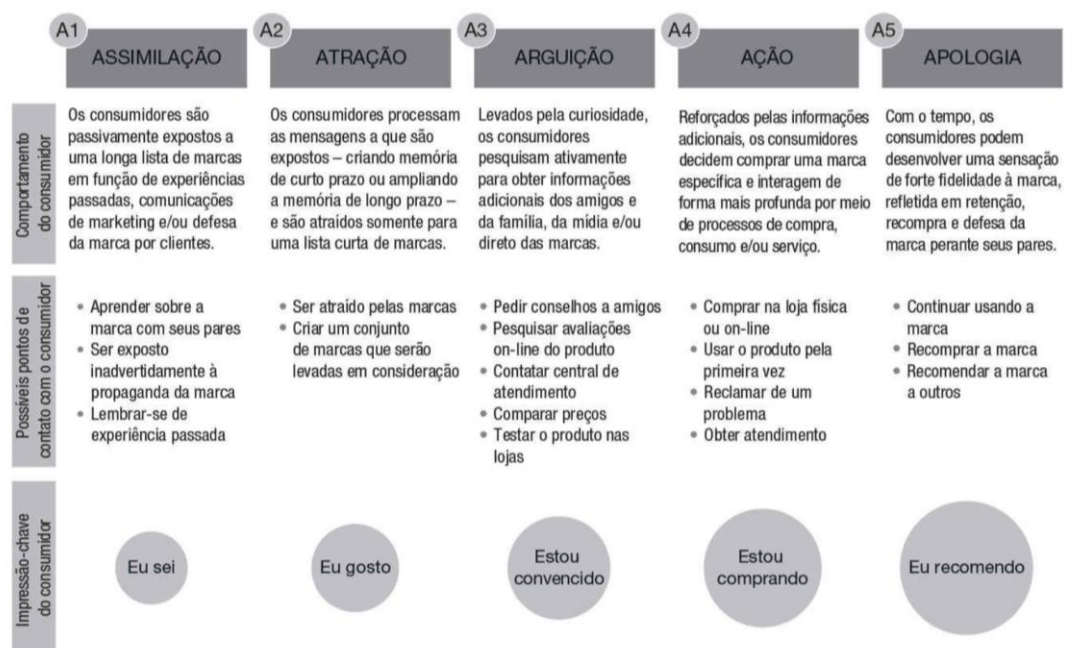 A1
ASSIMILAÇÃO
A2
ATRAÇÃO
A3
ARGUIÇÃO
A4
AÇÃO
A5
APOLOGIA
Comportamento
do consumidor
Os consumidores são
passivamente expostos a
uma longa lista de marcas
em função de experiências
passadas, comunicações
de marketing e/ou defesa
da marca por clientes.
Os consumidores processam
as mensagens a que são
expostos – criando memória
de curto prazo ou ampliando
a memória de longo prazo –
e são atraídos somente para
uma lista curta de marcas.
Levados pela curiosidade,
os consumidores
pesquisam ativamente
para obter informações
adicionais dos amigos e
da família, da mídia e/ou
direto das marcas.
Reforçados pelas informações
adicionais, os consumidores
decidem comprar uma marca
específica e interagem de
forma mais profunda por meio
de processos de compra,
consumo e/ou serviço.
Com o tempo, os
consumidores podem
desenvolver uma sensação
de forte fidelidade à marca,
refletida em retenção,
recompra e defesa da
marca perante seus pares.
Possíveis pontos de
contato com o consumidor
• Aprender sobre a
marca com seus pares
• Ser exposto
inadvertidamente à
propaganda da marca
• Lembrar-se de
experiência passada
• Ser atraído pelas marcas
• Criar um conjunto
de marcas que serão
levadas em consideração
• Pedir conselhos a amigos
• Pesquisar avaliações
on-line do produto
• Contatar central de
atendimento
• Comparar preços
• Testar o produto nas
lojas
• Comprar na loja física
ou on-line
• Usar o produto pela
primeira vez
• Reclamar de um
problema
• Obter atendimento
• Continuar usando a
marca
• Recomprar a marca
• Recomendar a marca
a outros
Impressão-chave
do consumidor
Eu sei
Eu gosto
Estou
convencido
Estou
comprando
Eu recomendo